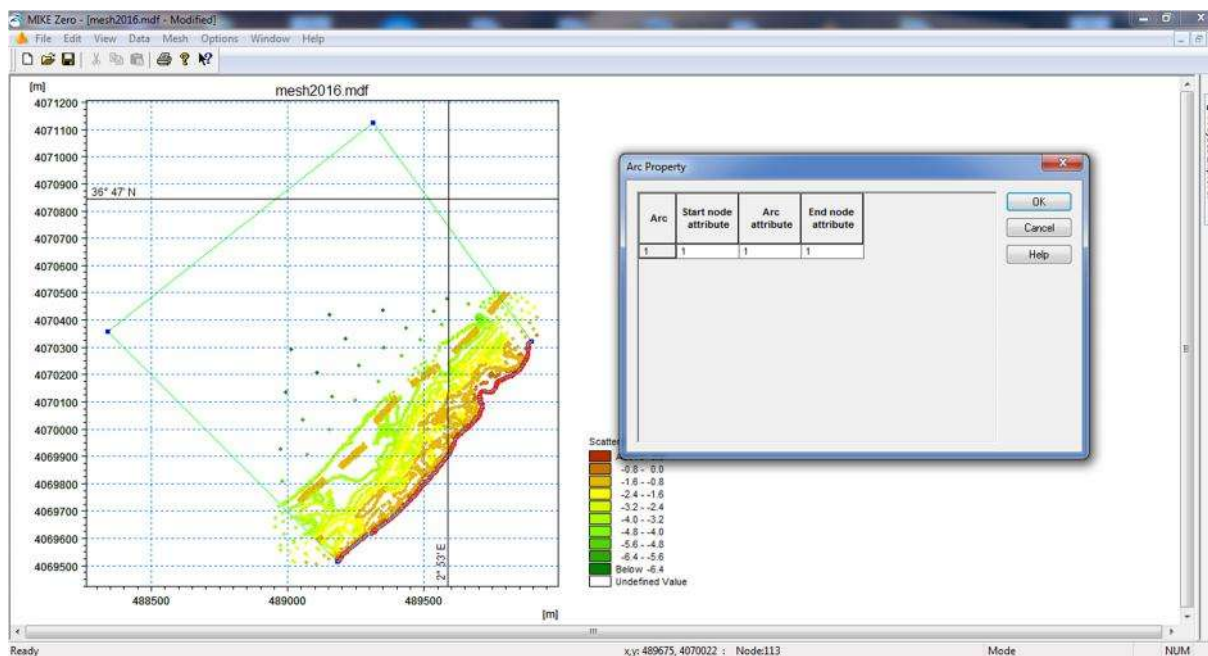 MIKE Zero - [mesh2016.mdf - Modified]
File Edit View Data Mesh Options Window Help
[m]
mesh2016.mdf
4071200
4071100
4071000
4070900
4070800
4070700
4070600
4070500
4070400
4070300
4070200
4070100
4070000
4069900
4069800
4069700
4069600
4069500
36° 47' N
2° 53' E
488500 489000 489500
[m]
Arc Property
Arc Start node attribute Arc attribute End node attribute
1 1 1 1
OK
Cancel
Help
-0.8 - 0.0
-1.6 - -0.8
-2.4 - -1.6
-3.2 - -2.4
-4.0 - -3.2
-4.8 - -4.0
-5.6 - -4.8
-6.4 - -5.6
Below -6.4
Undefined Value
Ready
x,y: 489675, 4070022 : Node:113
Mode
NUM